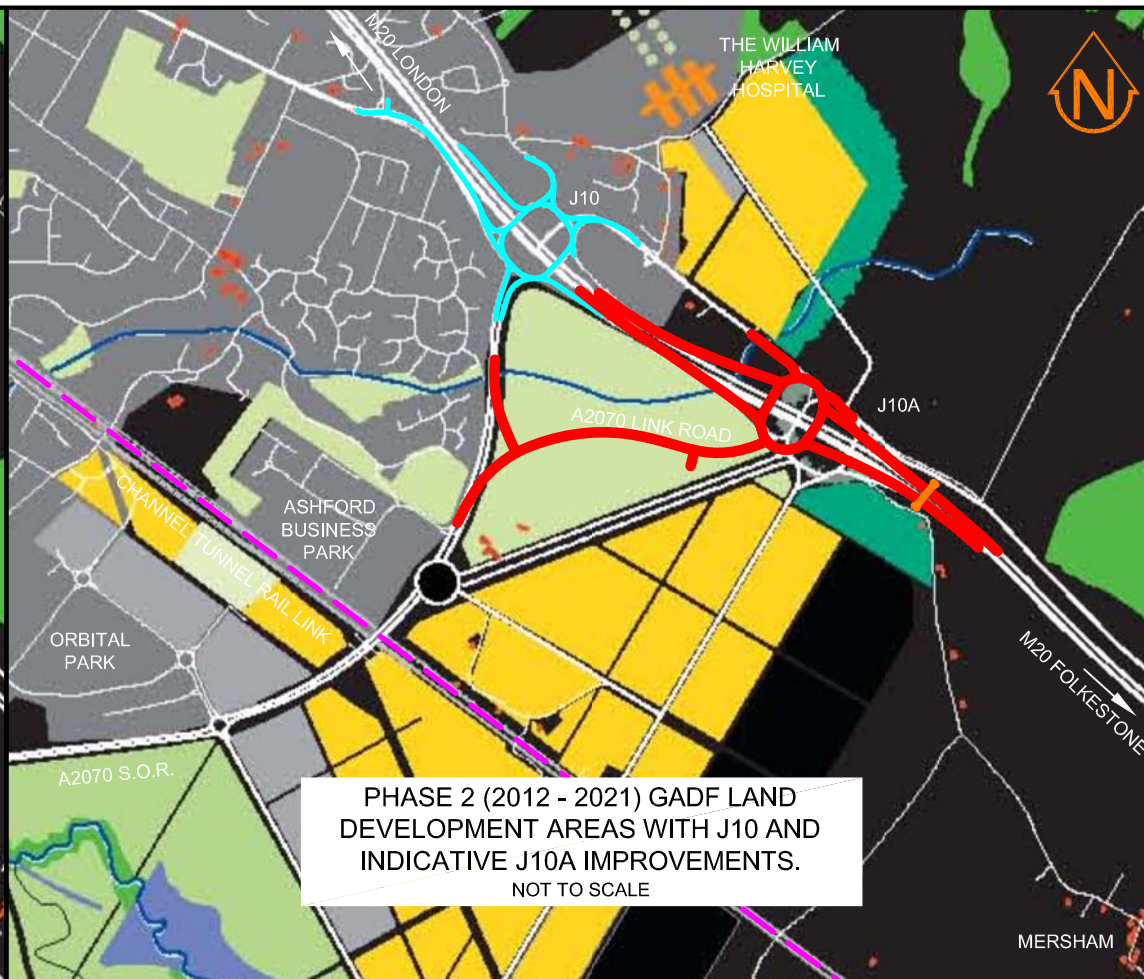 M20 LONDON
THE WILLIAM
HARVEY
HOSPITAL
N
J10
J10A
A2070 LINK ROAD
CHANNEL TUNNEL RAIL LINK
ASHFORD
BUSINESS
PARK
ORBITAL
PARK
M20 FOLKESTONE
A2070 S.O.R.
PHASE 2 (2012 - 2021) GADF LAND
DEVELOPMENT AREAS WITH J10 AND
INDICATIVE J10A IMPROVEMENTS.
NOT TO SCALE
MERSHAM